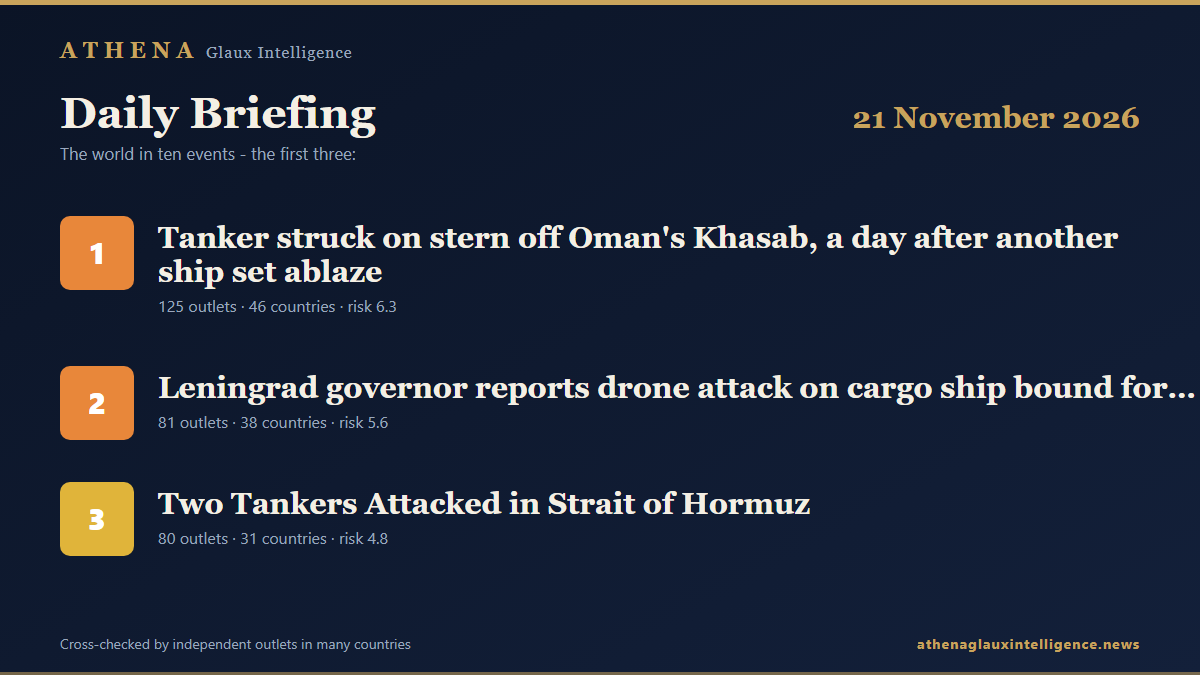 ATHENA Glaux Intelligence
Daily Briefing
21 November 2026
The world in ten events - the first three:
1
Tanker struck on stern off Oman's Khasab, a day after another
ship set ablaze
125 outlets · 46 countries · risk 6.3
2
Leningrad governor reports drone attack on cargo ship bound for...
81 outlets · 38 countries · risk 5.6
3
Two Tankers Attacked in Strait of Hormuz
80 outlets · 31 countries · risk 4.8
Cross-checked by independent outlets in many countries
athenaglauxintelligence.news